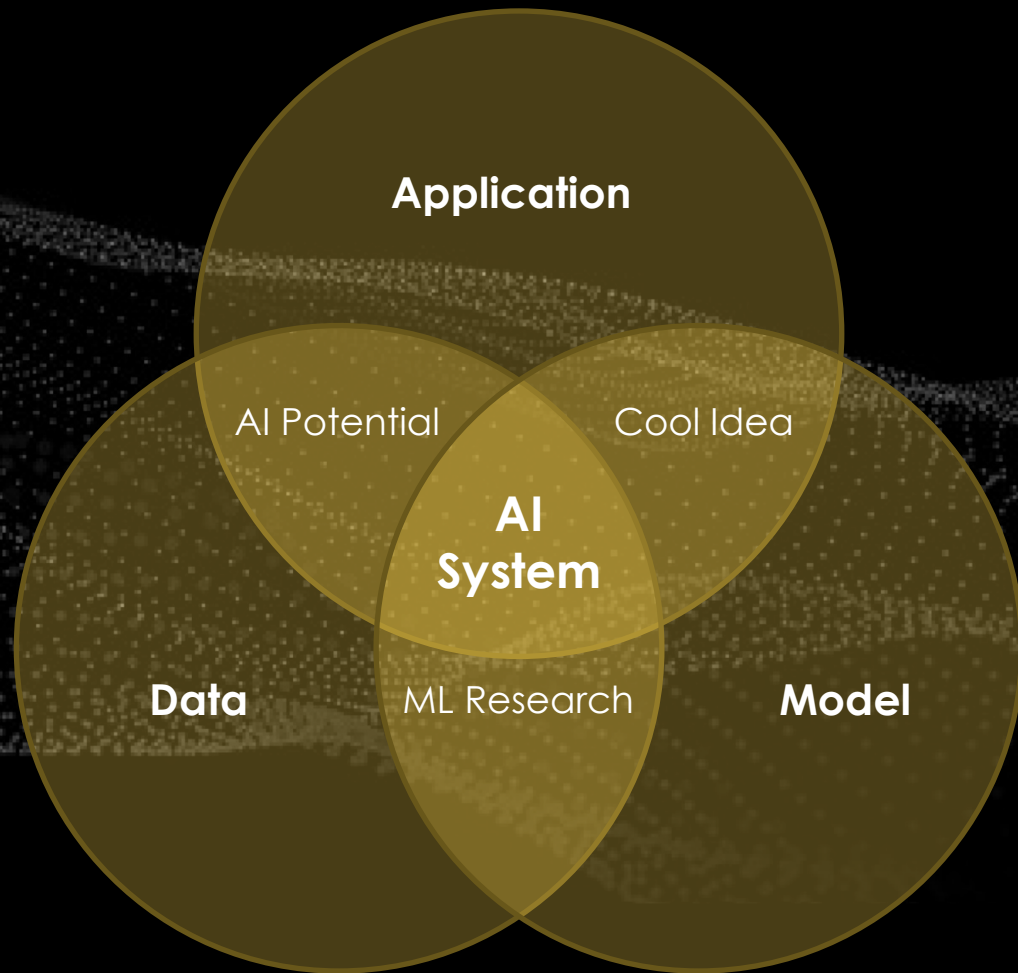 Application
AI Potential
Cool Idea
AI
System
Data
ML Research
Model